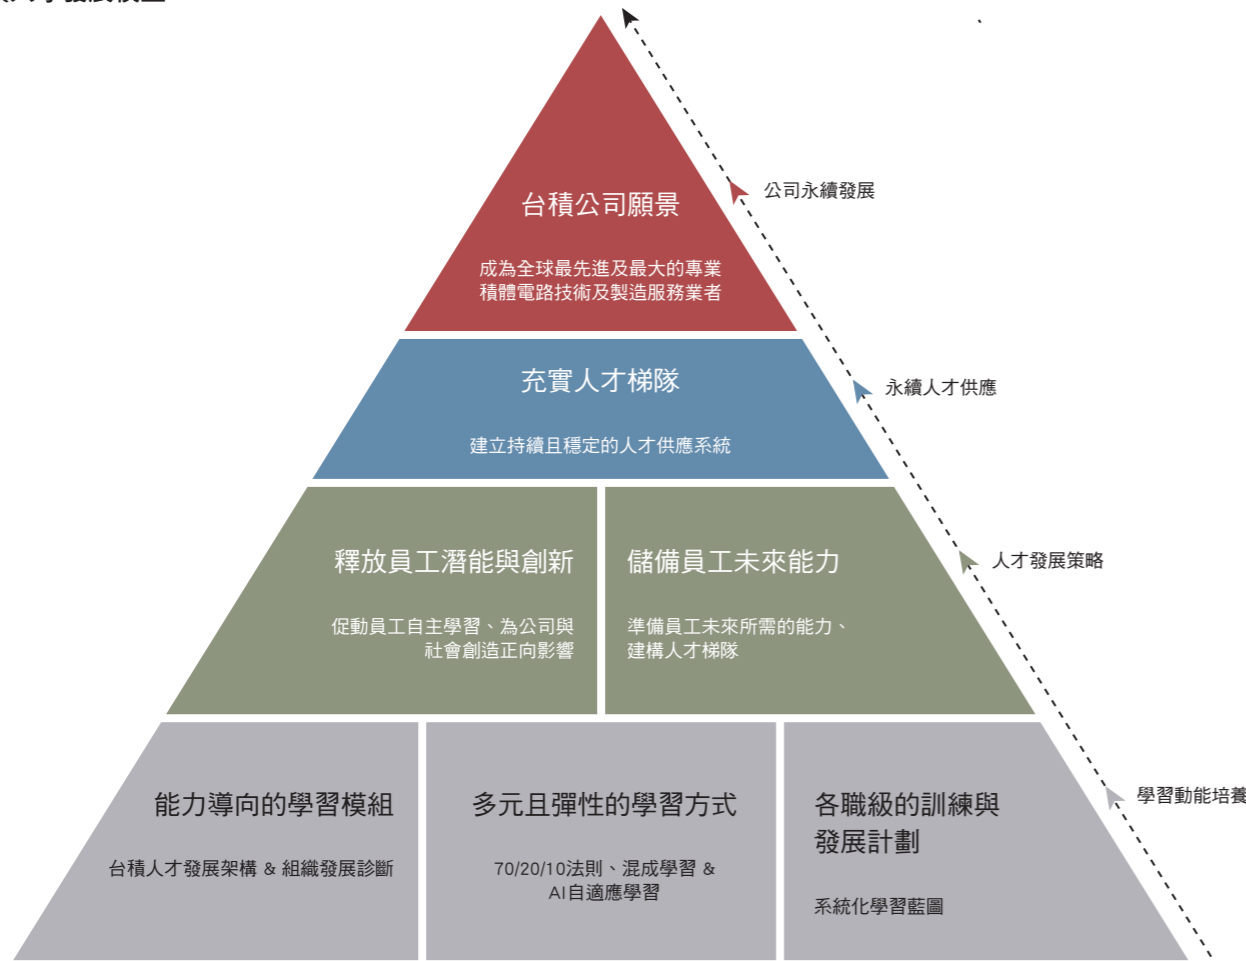 台積公司願景
成為全球最先進及最大的專業
積體電路技術及製造服務業者
公司永續發展
充實人才梯隊
建立持續且穩定的人才供應系統
永續人才供應
釋放員工潛能與創新
促動員工自主學習、為公司與
社會創造正向影響
儲備員工未來能力
準備員工未來所需的能力、
建構人才梯隊
人才發展策略
能力導向的學習模組
台積人才發展架構 & 組織發展診斷
多元且彈性的學習方式
70/20/10法則、混成學習 &
AI自適應學習
各職級的訓練與
發展計劃
系統化學習藍圖
學習動能培養